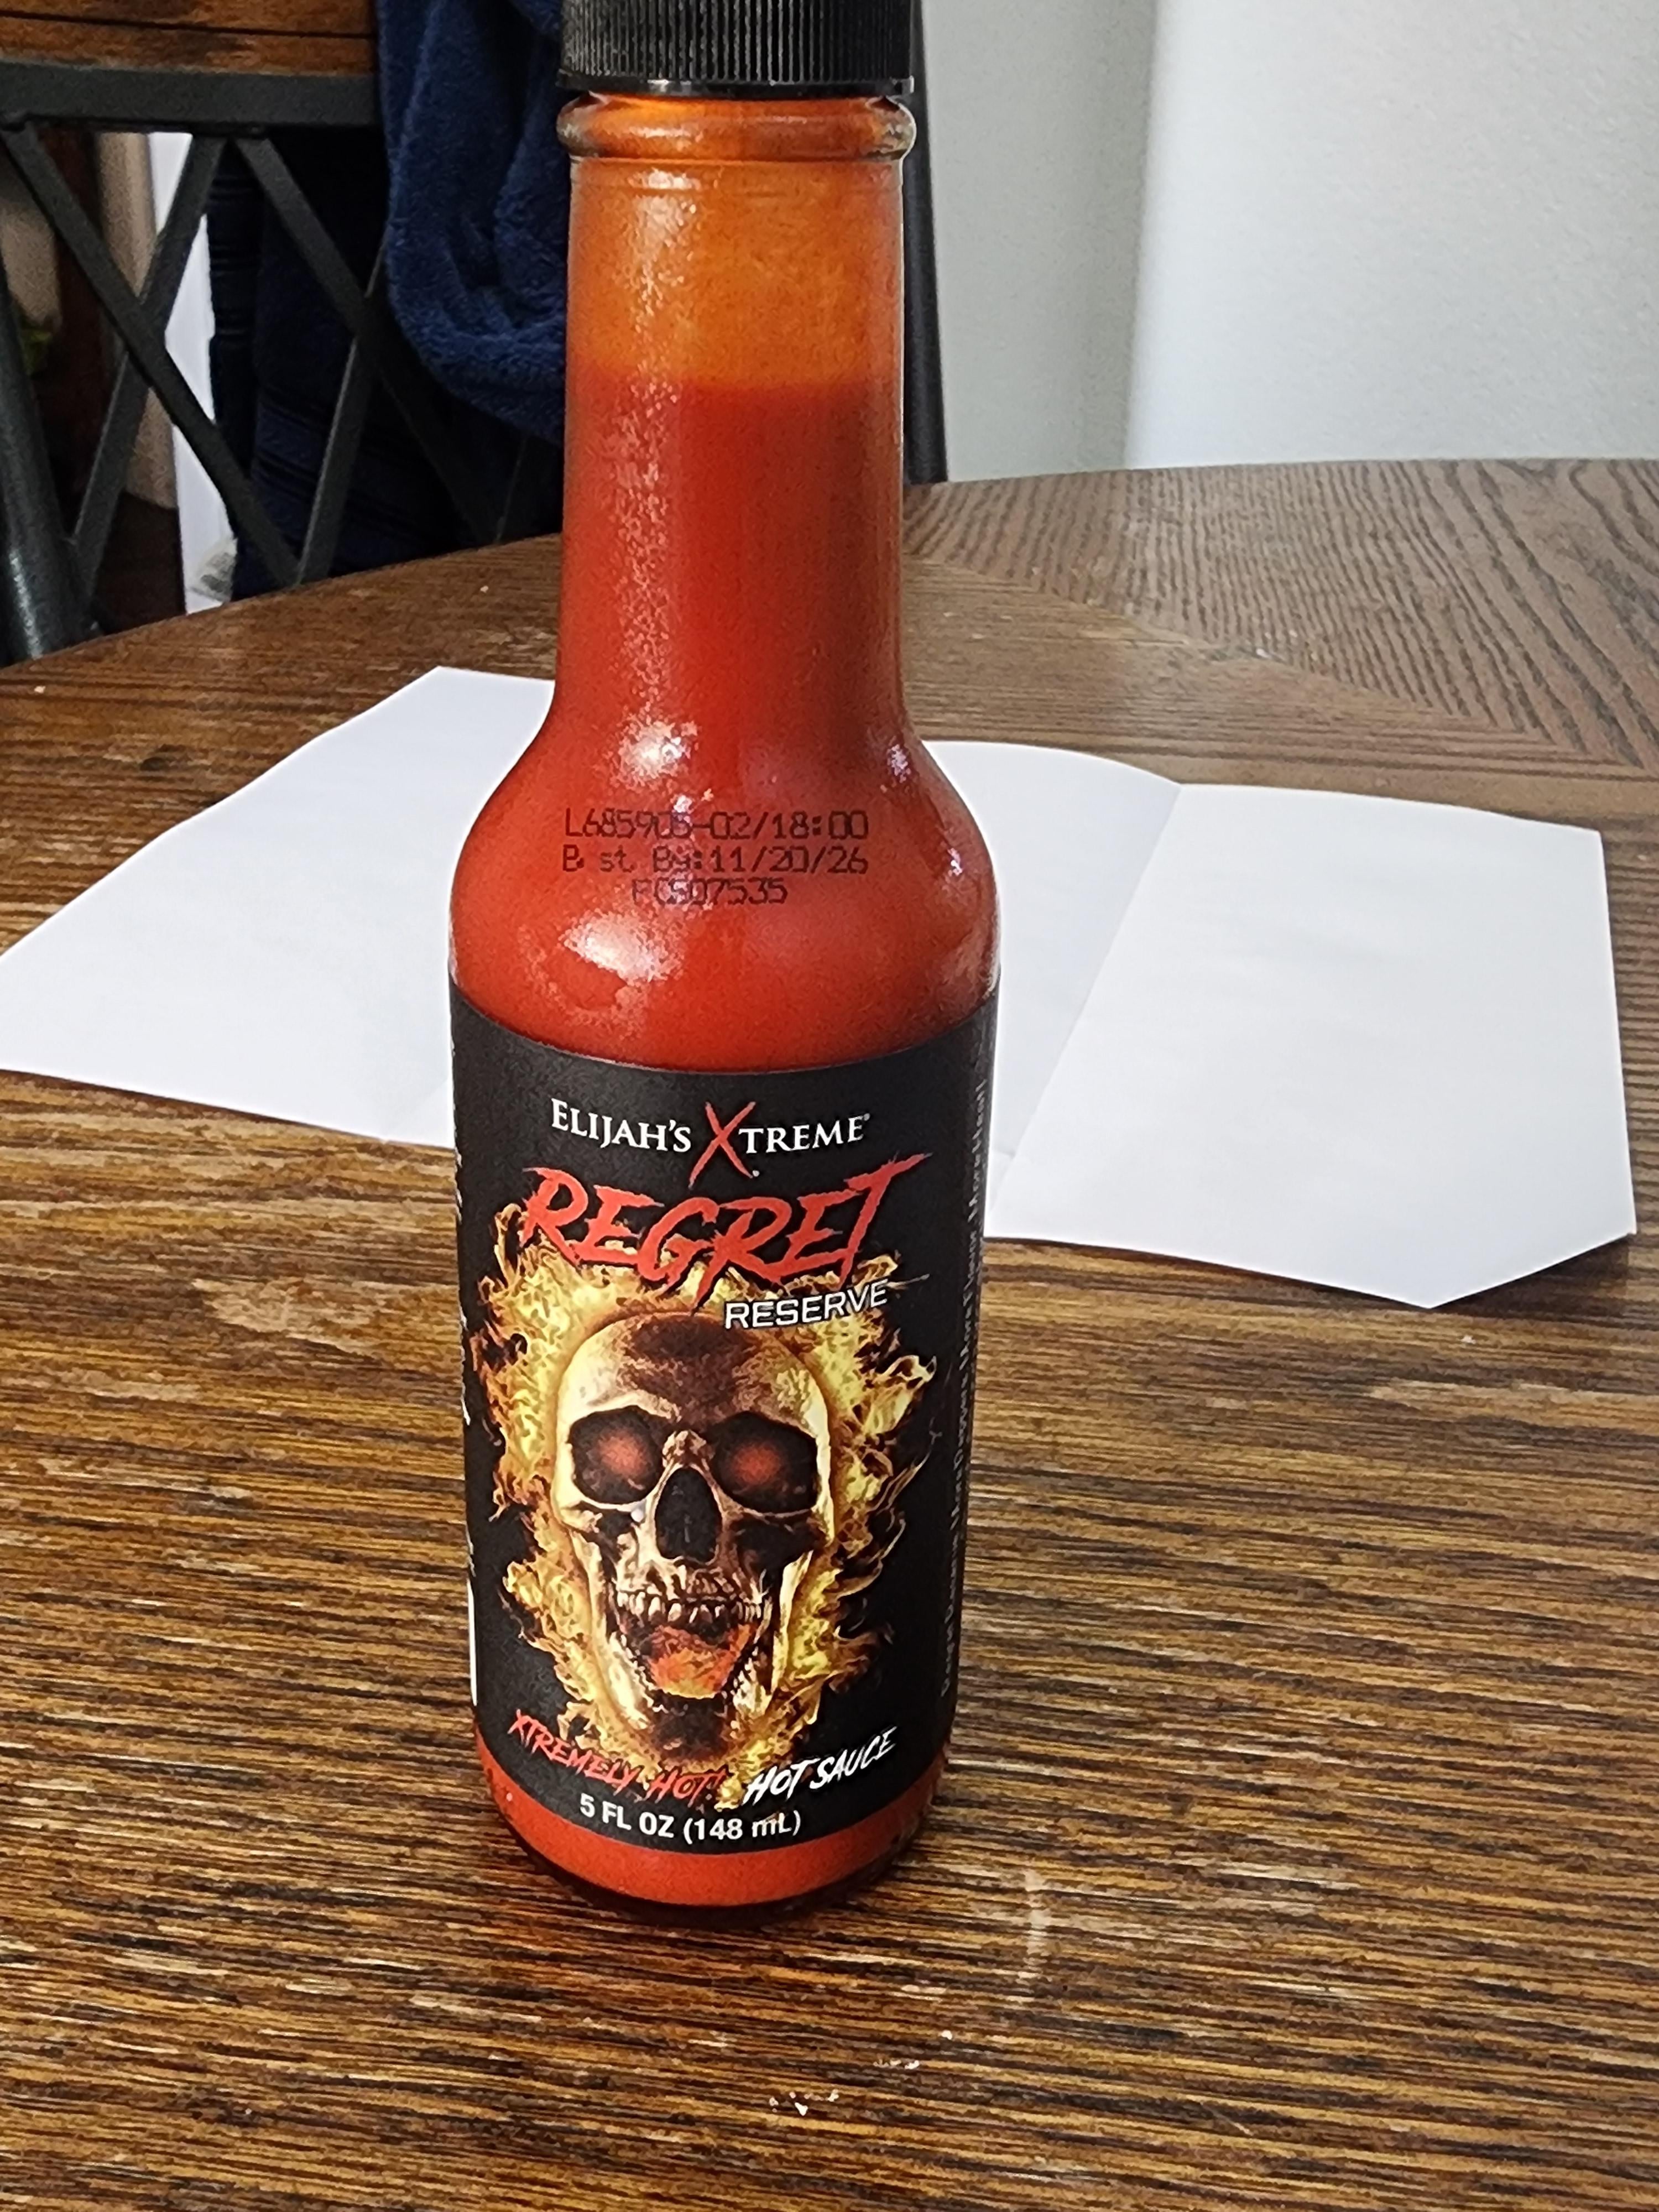 L685905-02/18:00
B st By:11/20/26
ELIJAH'S XTREME®
REGRET
RESERVE
XTREMELY HOT! HOT SAUCE
5 FL OZ (148 mL)